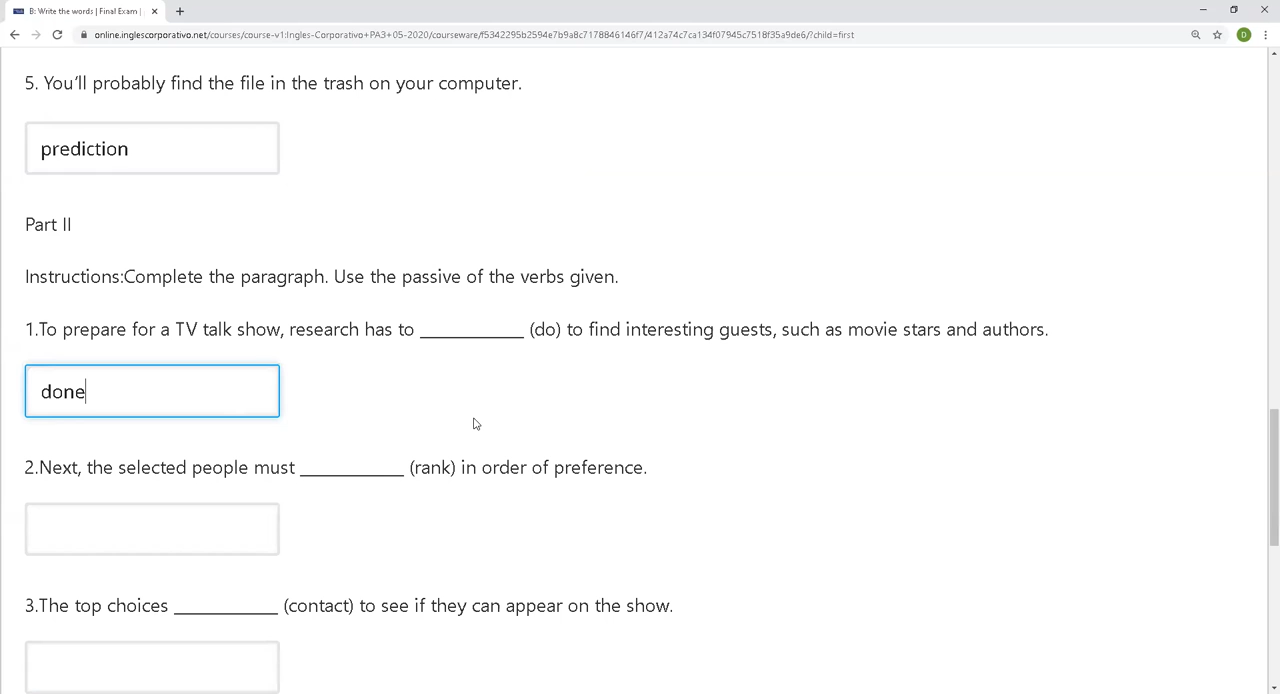 B: Write the words | Final Exam |
online.inglescorporativo.net/courses/course-v1:Ingles-Corporativo+PA3+05-2020/courseware/f5342295b2594e7b9a8c7178846146f7/412a74c7ca134f07945c7518f35a9de6/?child=first
D
5. You’ll probably find the file in the trash on your computer.
prediction
Part II
Instructions:Complete the paragraph. Use the passive of the verbs given.
1.To prepare for a TV talk show, research has to ___________ (do) to find interesting guests, such as movie stars and authors.
done
2.Next, the selected people must ___________ (rank) in order of preference.
3.The top choices ___________ (contact) to see if they can appear on the show.